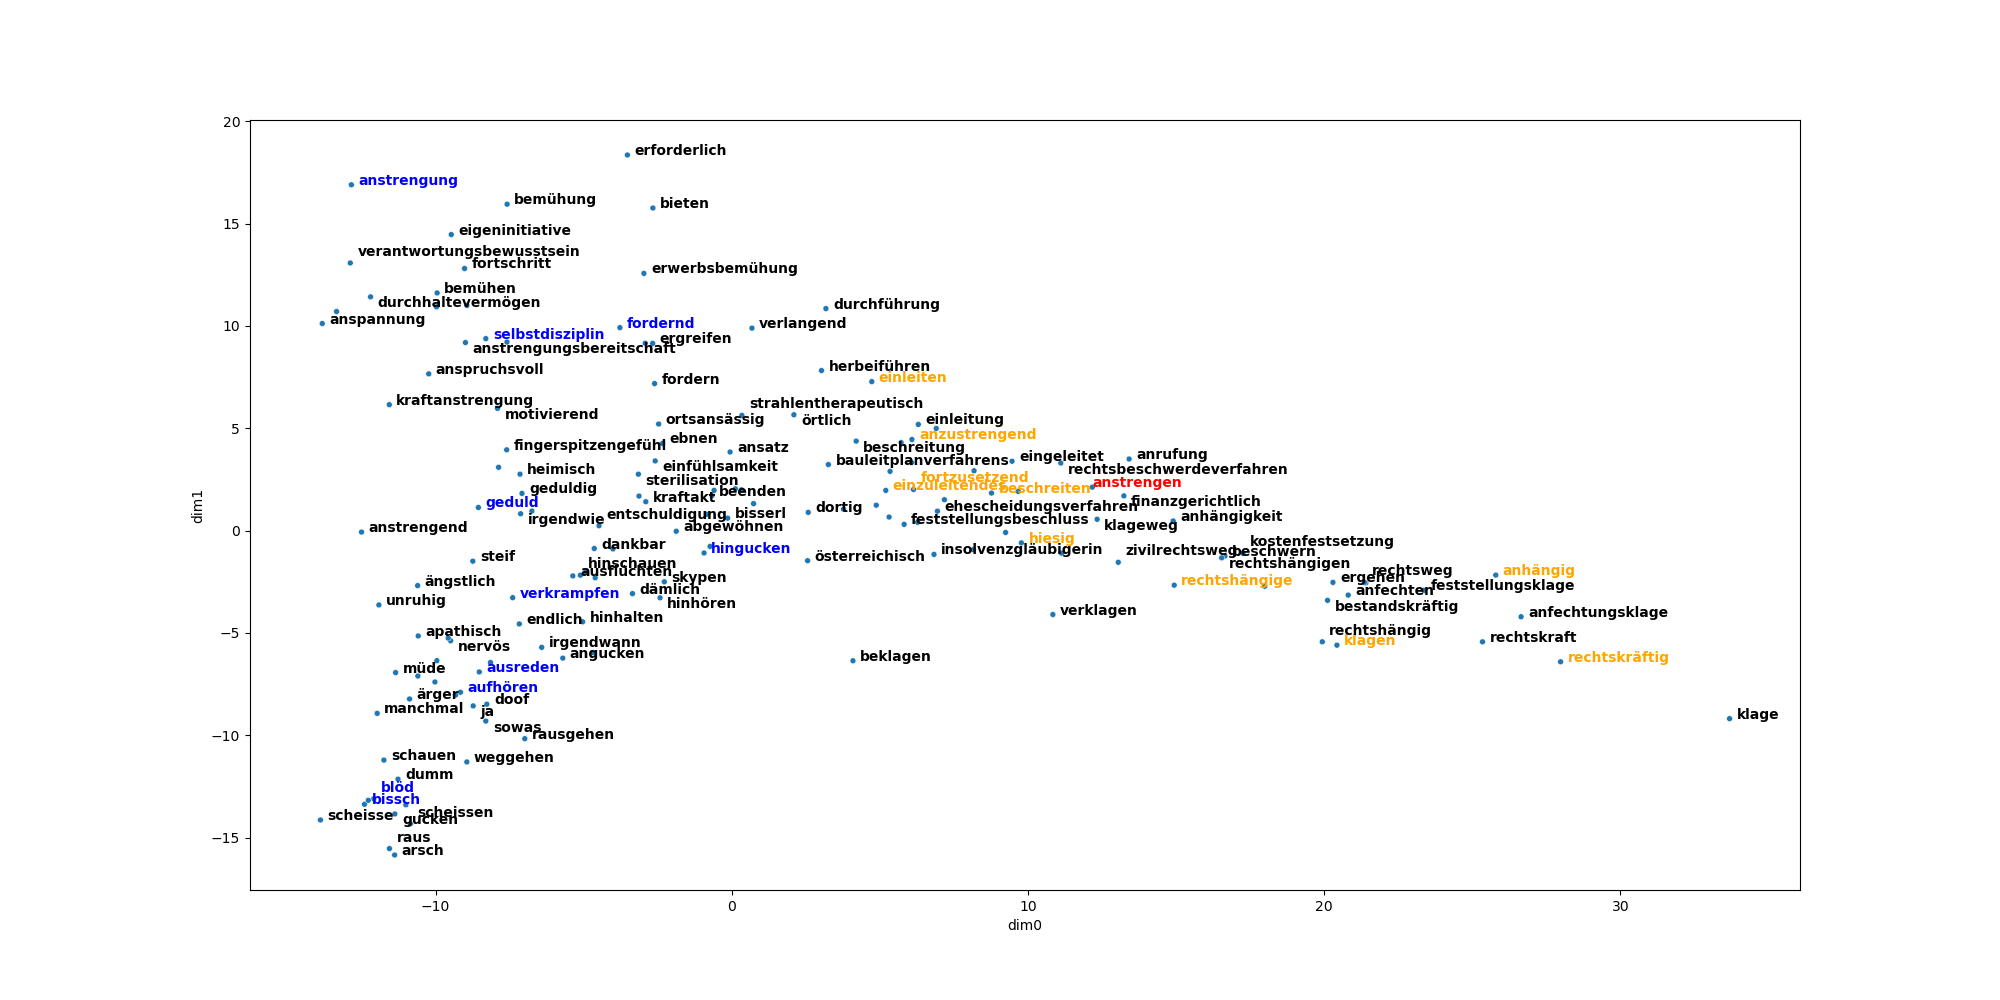 20
erforderlich
anstrengung
bemühung
bieten
15
eigeninitiative
verantwortungsbewusstsein
fortschritt
erwerbsbemühung
bemühen
durchhaltevermögen
durchführung
anspannung
fordernd
verlangend
10
selbstdisziplin
ergreifen
anstrengungsbereitschaft
anspruchsvoll
herbeiführen
einleiten
fordern
kraftanstrengung
strahlentherapeutisch
motivierend
ortsansässig
örtlich
einleitung
5
anzustrengend
ebnen
fingerspitzengefühl
ansatz
beschreitung
anrufung
eingeleitet
bauleitplanverfahrens
einfühlsamkeit
heimisch
rechtsbeschwerdeverfahren
sterilisation
fortzusetzend
anstrengen
einzuleitendes
beschreiten
geduldig
beenden
kraftakt
geduld
finanzgerichtlich
dortig
ehescheidungsverfahren
irgendwie
entschuldigung
bisserl
feststellungsbeschluss
anhängigkeit
0
anstrengend
abgewöhnen
klageweg
hiesig
kostenfestsetzung
dankbar
hingucken
insolvenzgläubigerin
zivilrechtsweg
beschwern
steif
österreichisch
hinschauen
rechtshängigen
ausflüchten
rechtsweg
anhängig
skypen
ergehen
ängstlich
rechtshängige
feststellungsklage
dämlich
anfechten
verkrampfen
unruhig
hinhören
bestandskräftig
verklagen
anfechtungsklage
endlich
hinhalten
−5
apathisch
rechtshängig
rechtskraft
nervös
irgendwann
klagen
angucken
beklagen
rechtskräftig
müde
ausreden
ärger
aufhören
doof
manchmal
ja
klage
sowas
rausgehen
−10
schauen
weggehen
dumm
blöd
bissch
scheisse
scheissen
gucken
−15
raus
arsch
−10
0
10
20
30
dim0
dim1